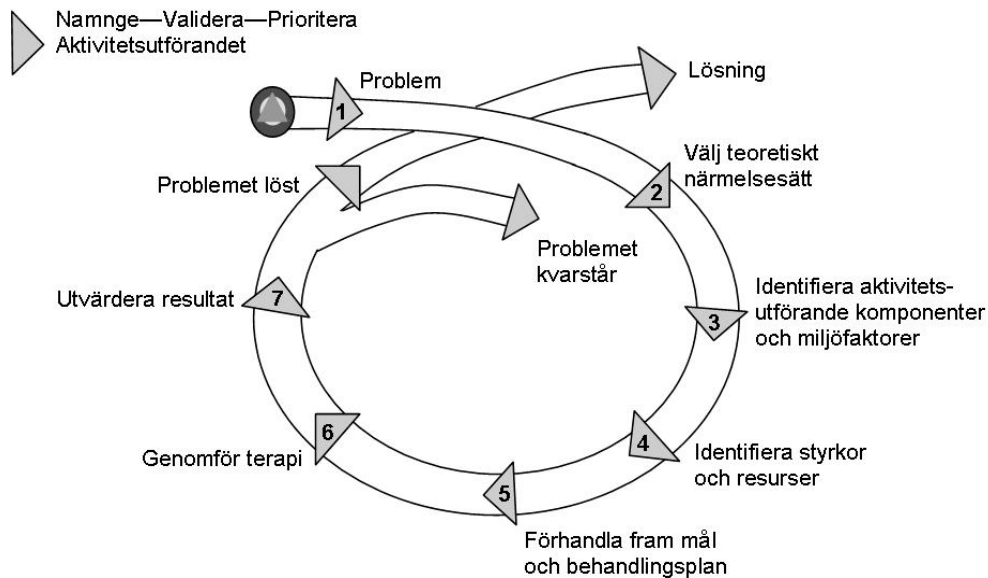 Namnge—Validera—Prioritera
Aktivitetsutförandet
Problem
1
Lösning
Välj teoretiskt
närmelsesätt
2
Problemet löst
Problemet
kvarstår
Identifiera aktivitets-
utförande komponenter
och miljöfaktorer
3
Identifiera styrkor
och resurser
4
Förhandla fram mål
och behandlingsplan
5
Genomför terapi
6
Utvärdera resultat
7